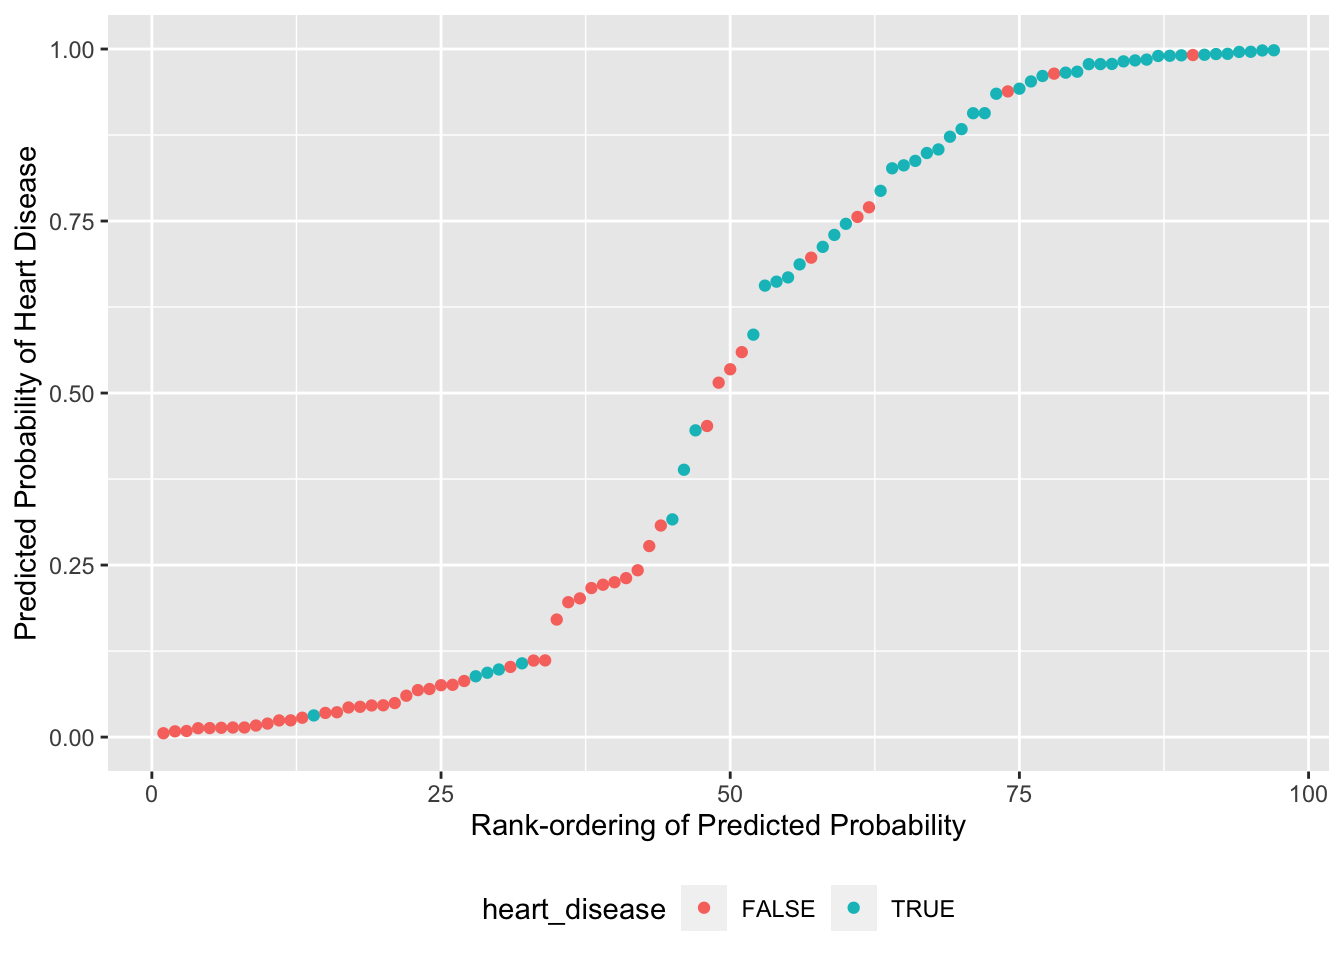 Predicted Probability of Heart Disease
1.00
0.75
0.50
0.25
0.00
0 25 50 75 100
Rank-ordering of Predicted Probability
heart_disease FALSE TRUE